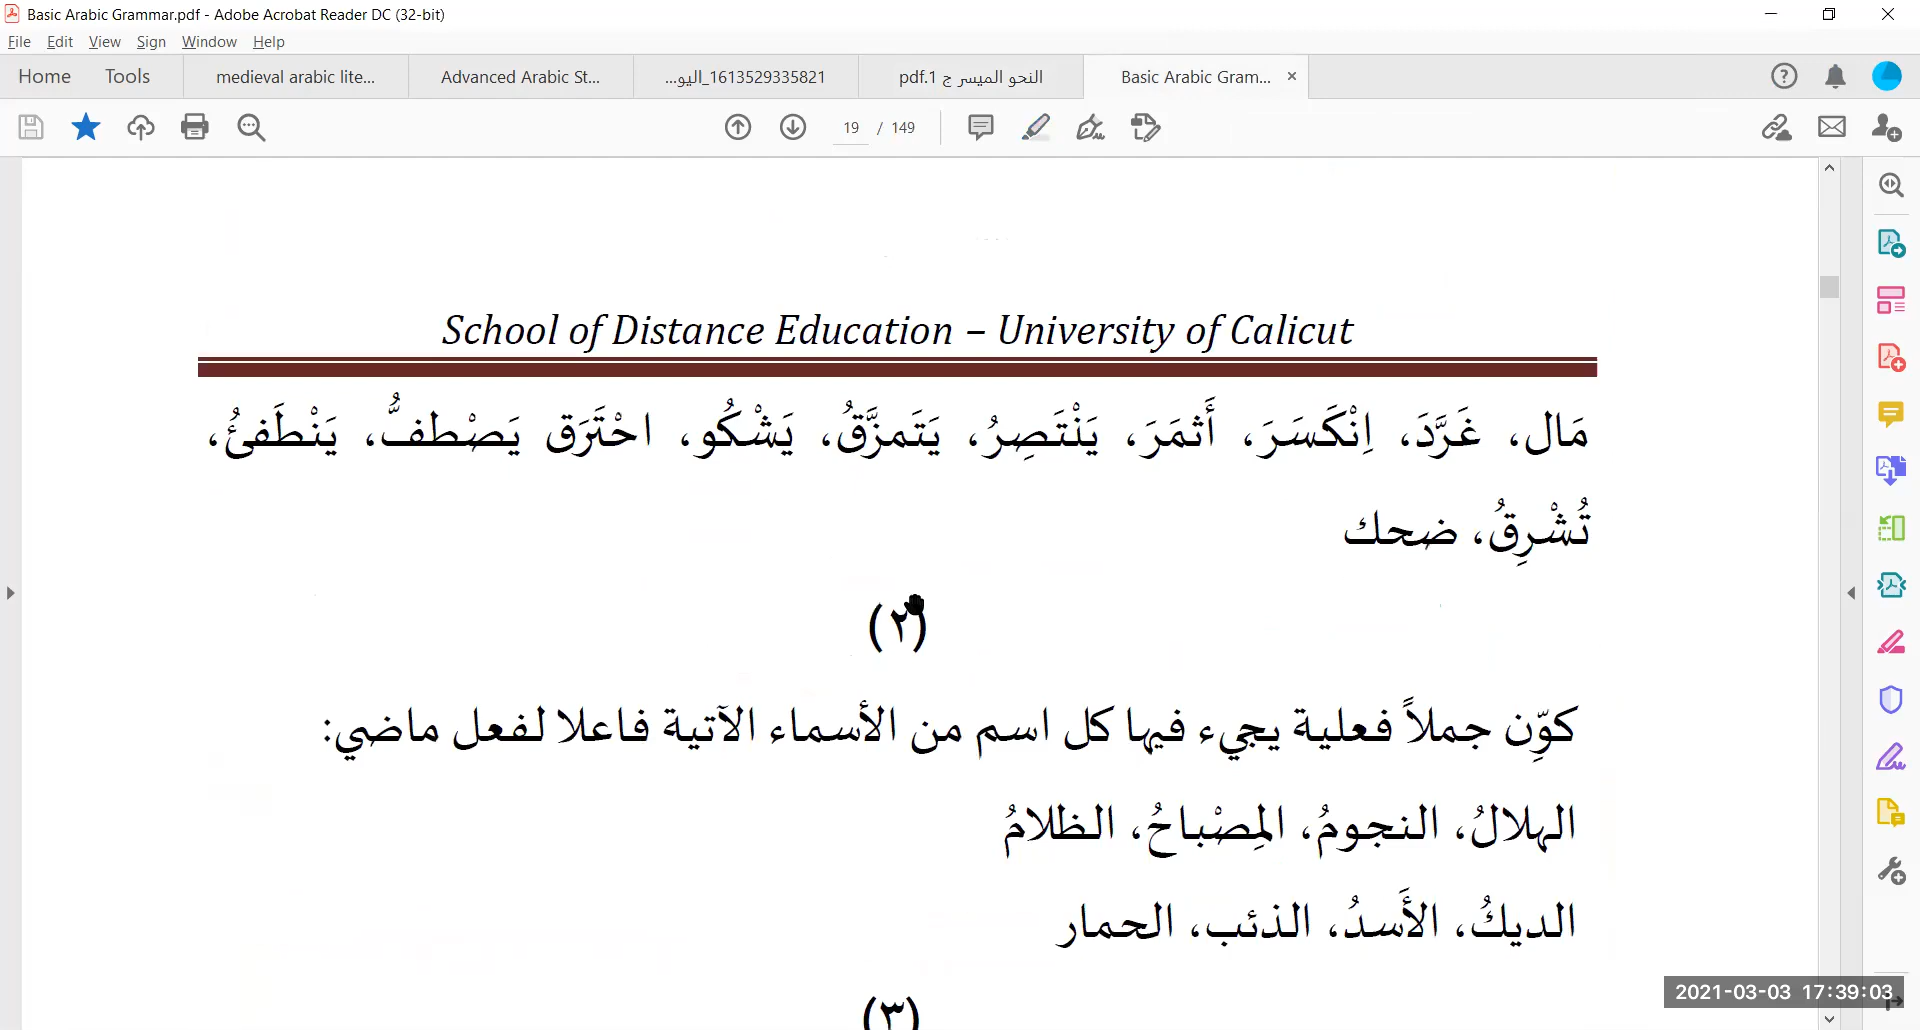 Basic Arabic Grammar.pdf - Adobe Acrobat Reader DC (32-bit)
File Edit View Sign Window Help
Home Tools medieval arabic lite... Advanced Arabic St... ...اليو_1613529335821 النحو الميسر ج 1.pdf Basic Arabic Gram... ×
19 / 149
School of Distance Education – University of Calicut
مَال، غَرَّدَ، اِنْكَسَرَ، أَثمَرَ، يَنْتَصِرُ، يَتَمزَّقُ، يَشْكُو، احْتَرَق يَصْطفُّ، يَنْطَفئُ،
تُشْرِقُ، ضحك
(٢)
كوِّن جملاً فعلية يجيء فيها كل اسم من الأسماء الآتية فاعلا لفعل ماضي:
الهلالُ، النجومُ، المِصْباحُ، الظلامُ
الديكُ، الأَسدُ، الذئب، الحمار
(٣)
2021-03-03 17:39:03